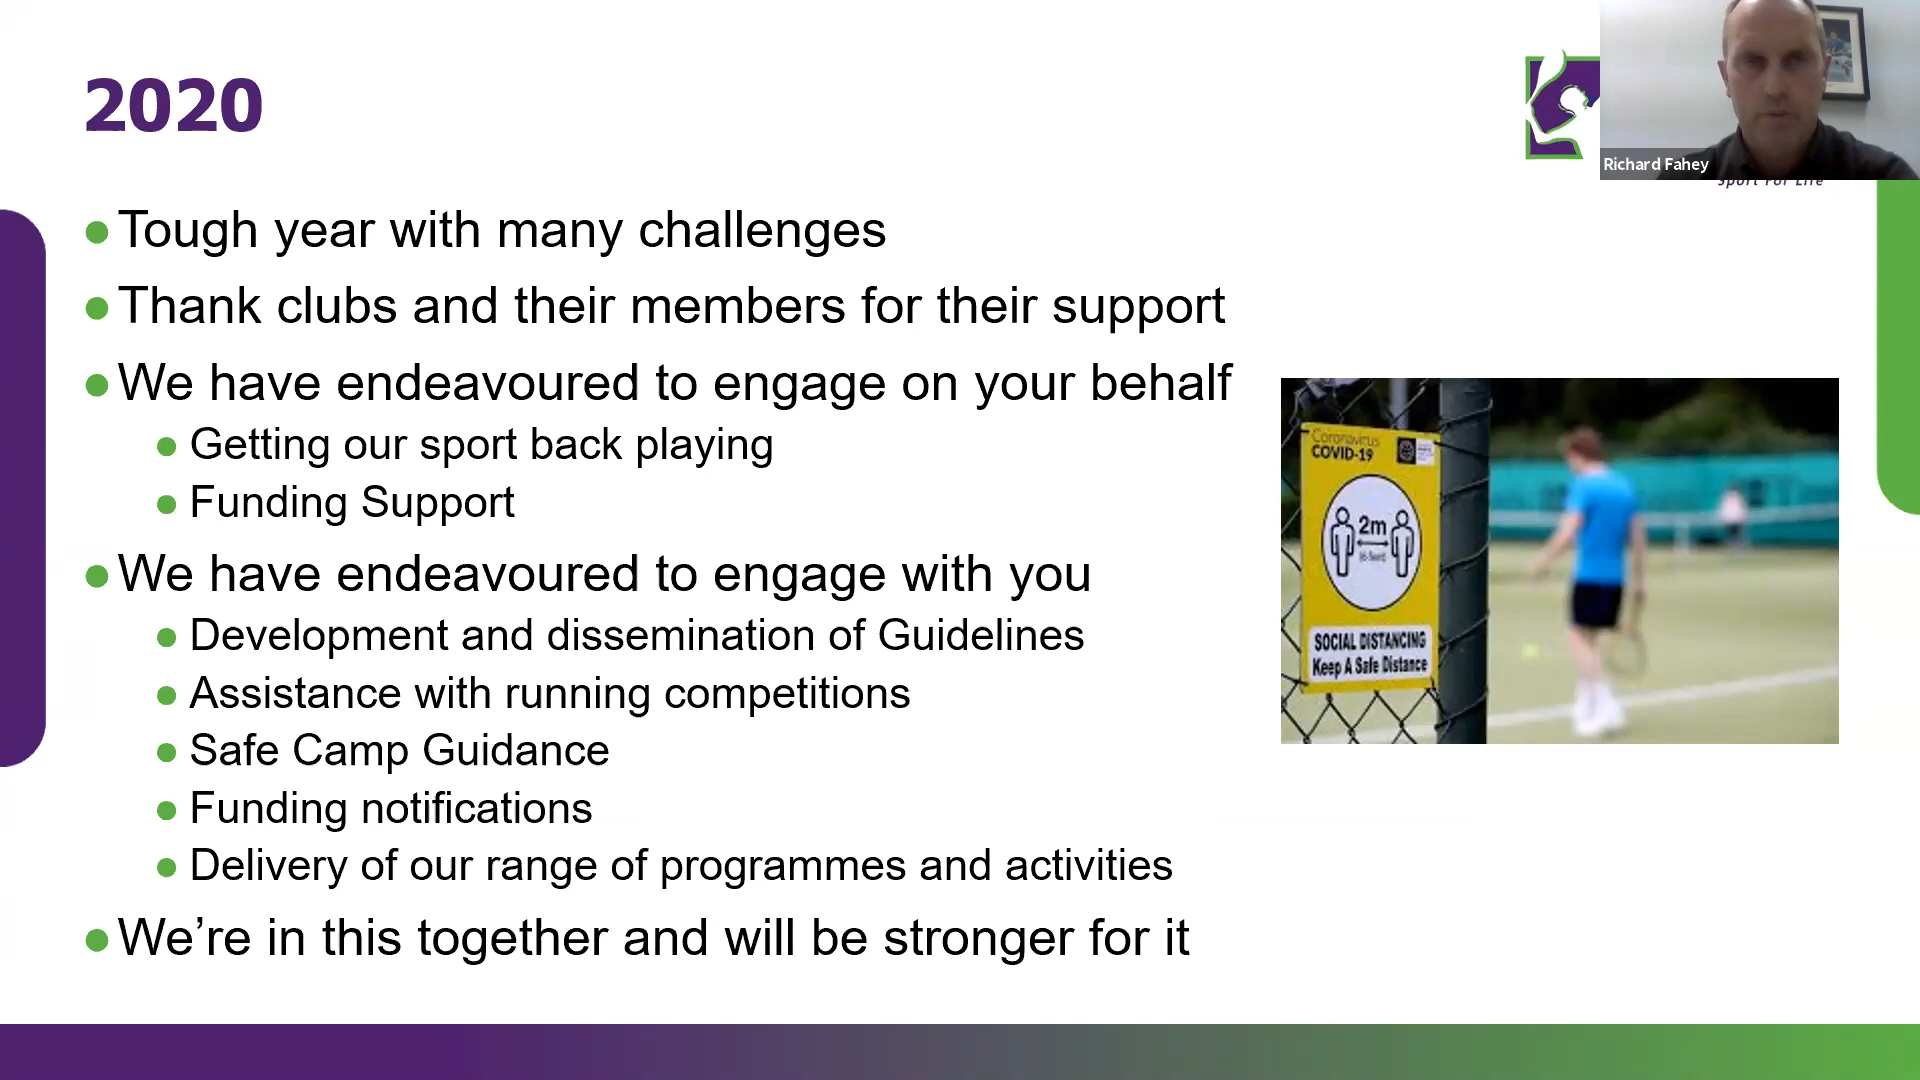 2020
Richard Fahey
Sport For Life
Tough year with many challenges
Thank clubs and their members for their support
We have endeavoured to engage on your behalf
Getting our sport back playing
Funding Support
We have endeavoured to engage with you
Development and dissemination of Guidelines
Assistance with running competitions
Safe Camp Guidance
Funding notifications
Delivery of our range of programmes and activities
We’re in this together and will be stronger for it
Coronavirus
COVID-19
2m
SOCIAL DISTANCING
Keep A Safe Distance